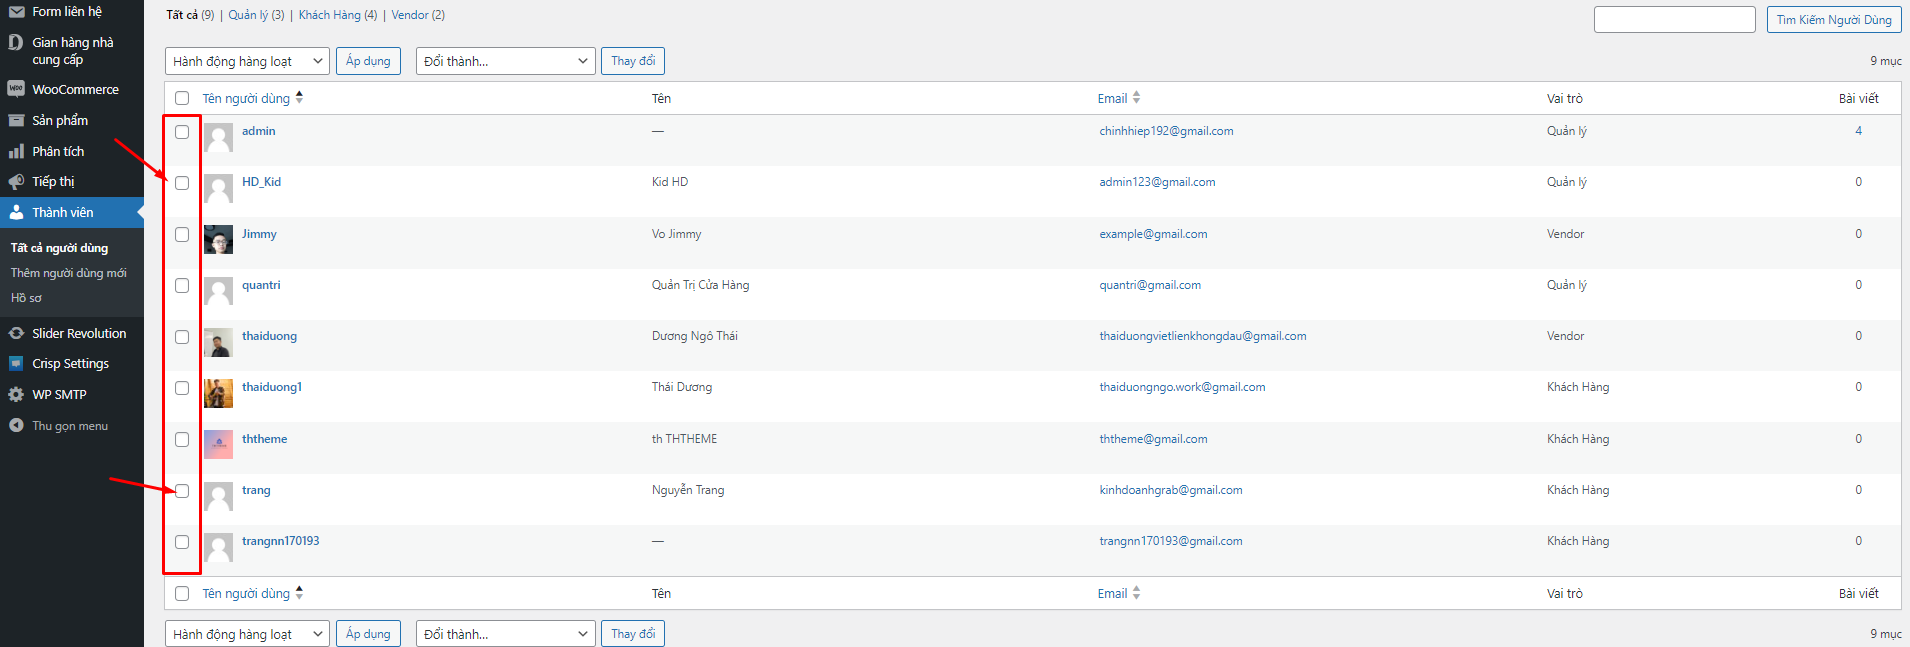 Form liên hệ
Gian hàng nhà
cung cấp
WooCommerce
Sản phẩm
Phân tích
Tiếp thị
Thành viên
Tất cả người dùng
Thêm người dùng mới
Hồ sơ
Slider Revolution
Crisp Settings
WP SMTP
Thu gọn menu
Tất cả (9) | Quản lý (3) | Khách Hàng (4) | Vendor (2)
Tìm Kiếm Người Dùng
Hành động hàng loạt Áp dụng Đổi thành... Thay đổi 9 mục
Tên người dùng Tên Email Vai trò Bài viết
admin — chinhhiep192@gmail.com Quản lý 4
HD_Kid Kid HD admin123@gmail.com Quản lý 0
Jimmy Vo Jimmy example@gmail.com Vendor 0
quantri Quản Trị Cửa Hàng quantri@gmail.com Quản lý 0
thaiduong Dương Ngô Thái thaiduongvietlienkhongdau@gmail.com Vendor 0
thaiduong1 Thái Dương thaiduongngo.work@gmail.com Khách Hàng 0
ththeme th THTHEME ththeme@gmail.com Khách Hàng 0
trang Nguyễn Trang kinhdoanhgrab@gmail.com Khách Hàng 0
trangnn170193 — trangnn170193@gmail.com Khách Hàng 0
Tên người dùng Tên Email Vai trò Bài viết
Hành động hàng loạt Áp dụng Đổi thành... Thay đổi 9 mục